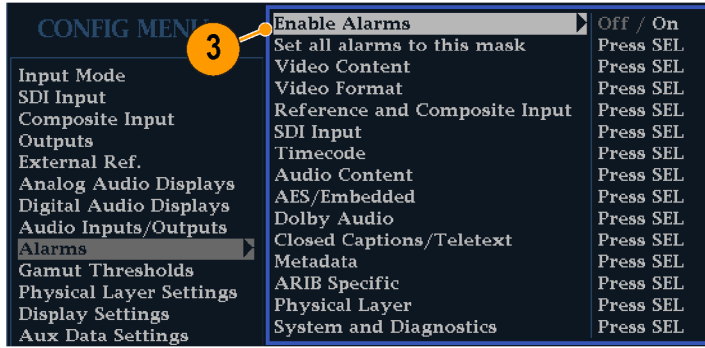 CONFIG MEN
3
Input Mode
SDI Input
Composite Input
Outputs
External Ref.
Analog Audio Displays
Digital Audio Displays
Audio Inputs/Outputs
Alarms
Gamut Thresholds
Physical Layer Settings
Display Settings
Aux Data Settings
Enable Alarms Off / On
Set all alarms to this mask Press SEL
Video Content Press SEL
Video Format Press SEL
Reference and Composite Input Press SEL
SDI Input Press SEL
Timecode Press SEL
Audio Content Press SEL
AES/Embedded Press SEL
Dolby Audio Press SEL
Closed Captions/Teletext Press SEL
Metadata Press SEL
ARIB Specific Press SEL
Physical Layer Press SEL
System and Diagnostics Press SEL